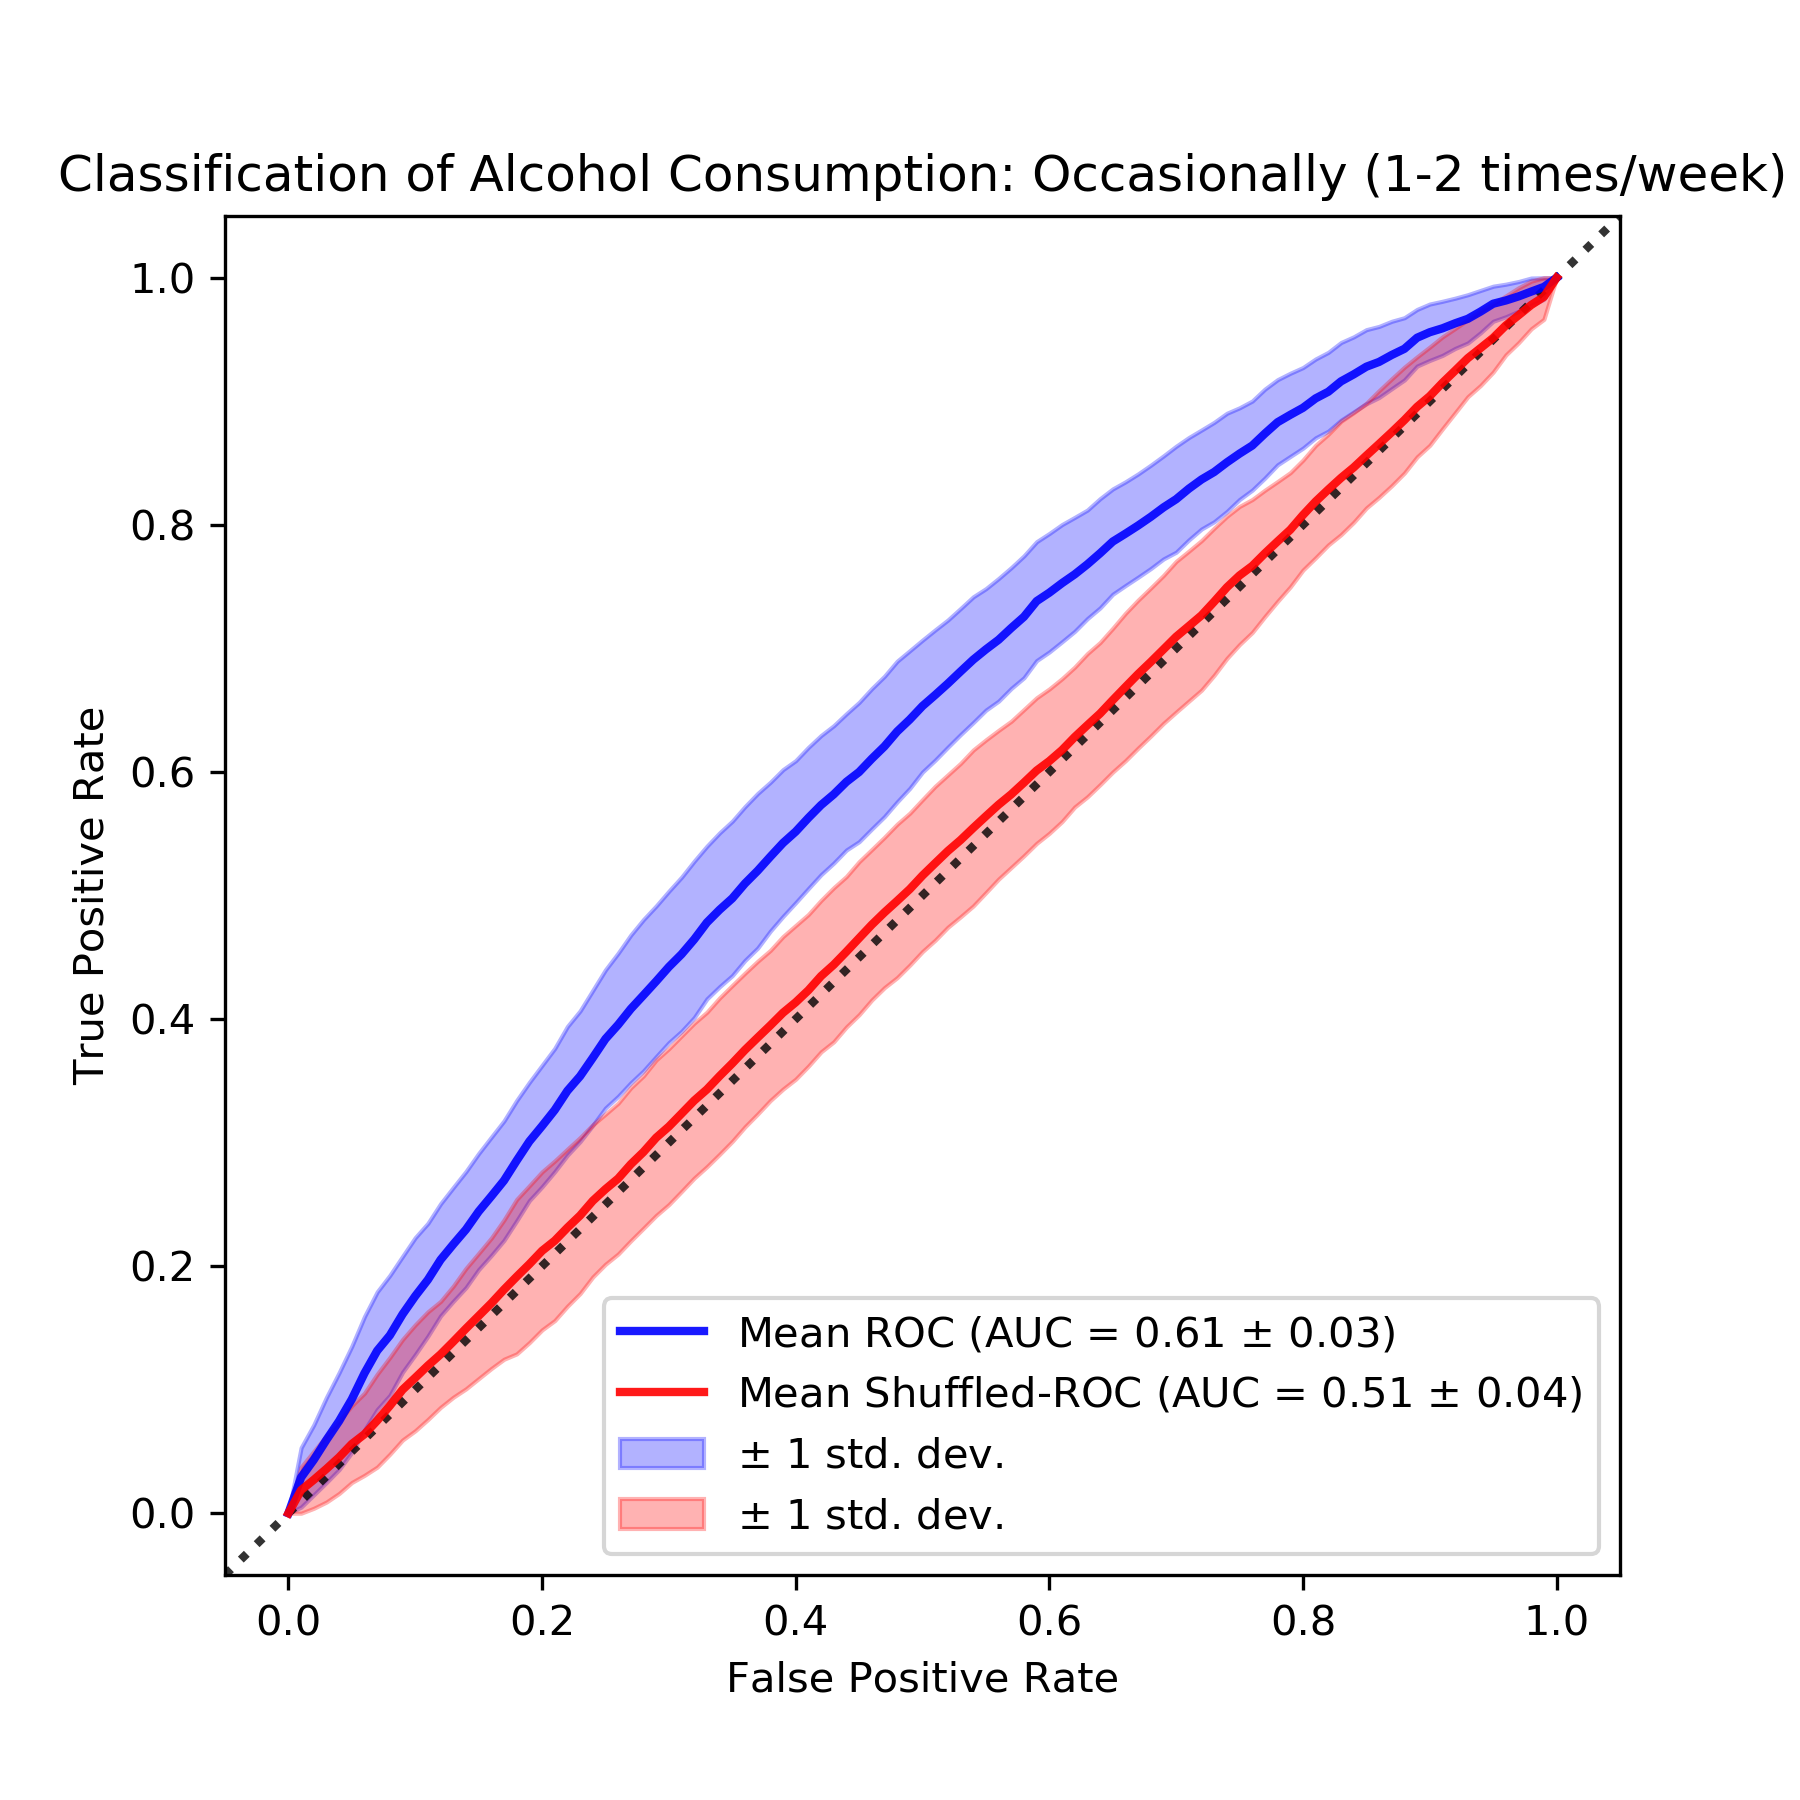 Classification of Alcohol Consumption: Occasionally (1-2 times/week)
1.0
0.8
0.6
0.4
0.2
0.0
True Positive Rate
Mean ROC (AUC = 0.61 ± 0.03)
Mean Shuffled-ROC (AUC = 0.51 ± 0.04)
± 1 std. dev.
± 1 std. dev.
0.0 0.2 0.4 0.6 0.8 1.0
False Positive Rate